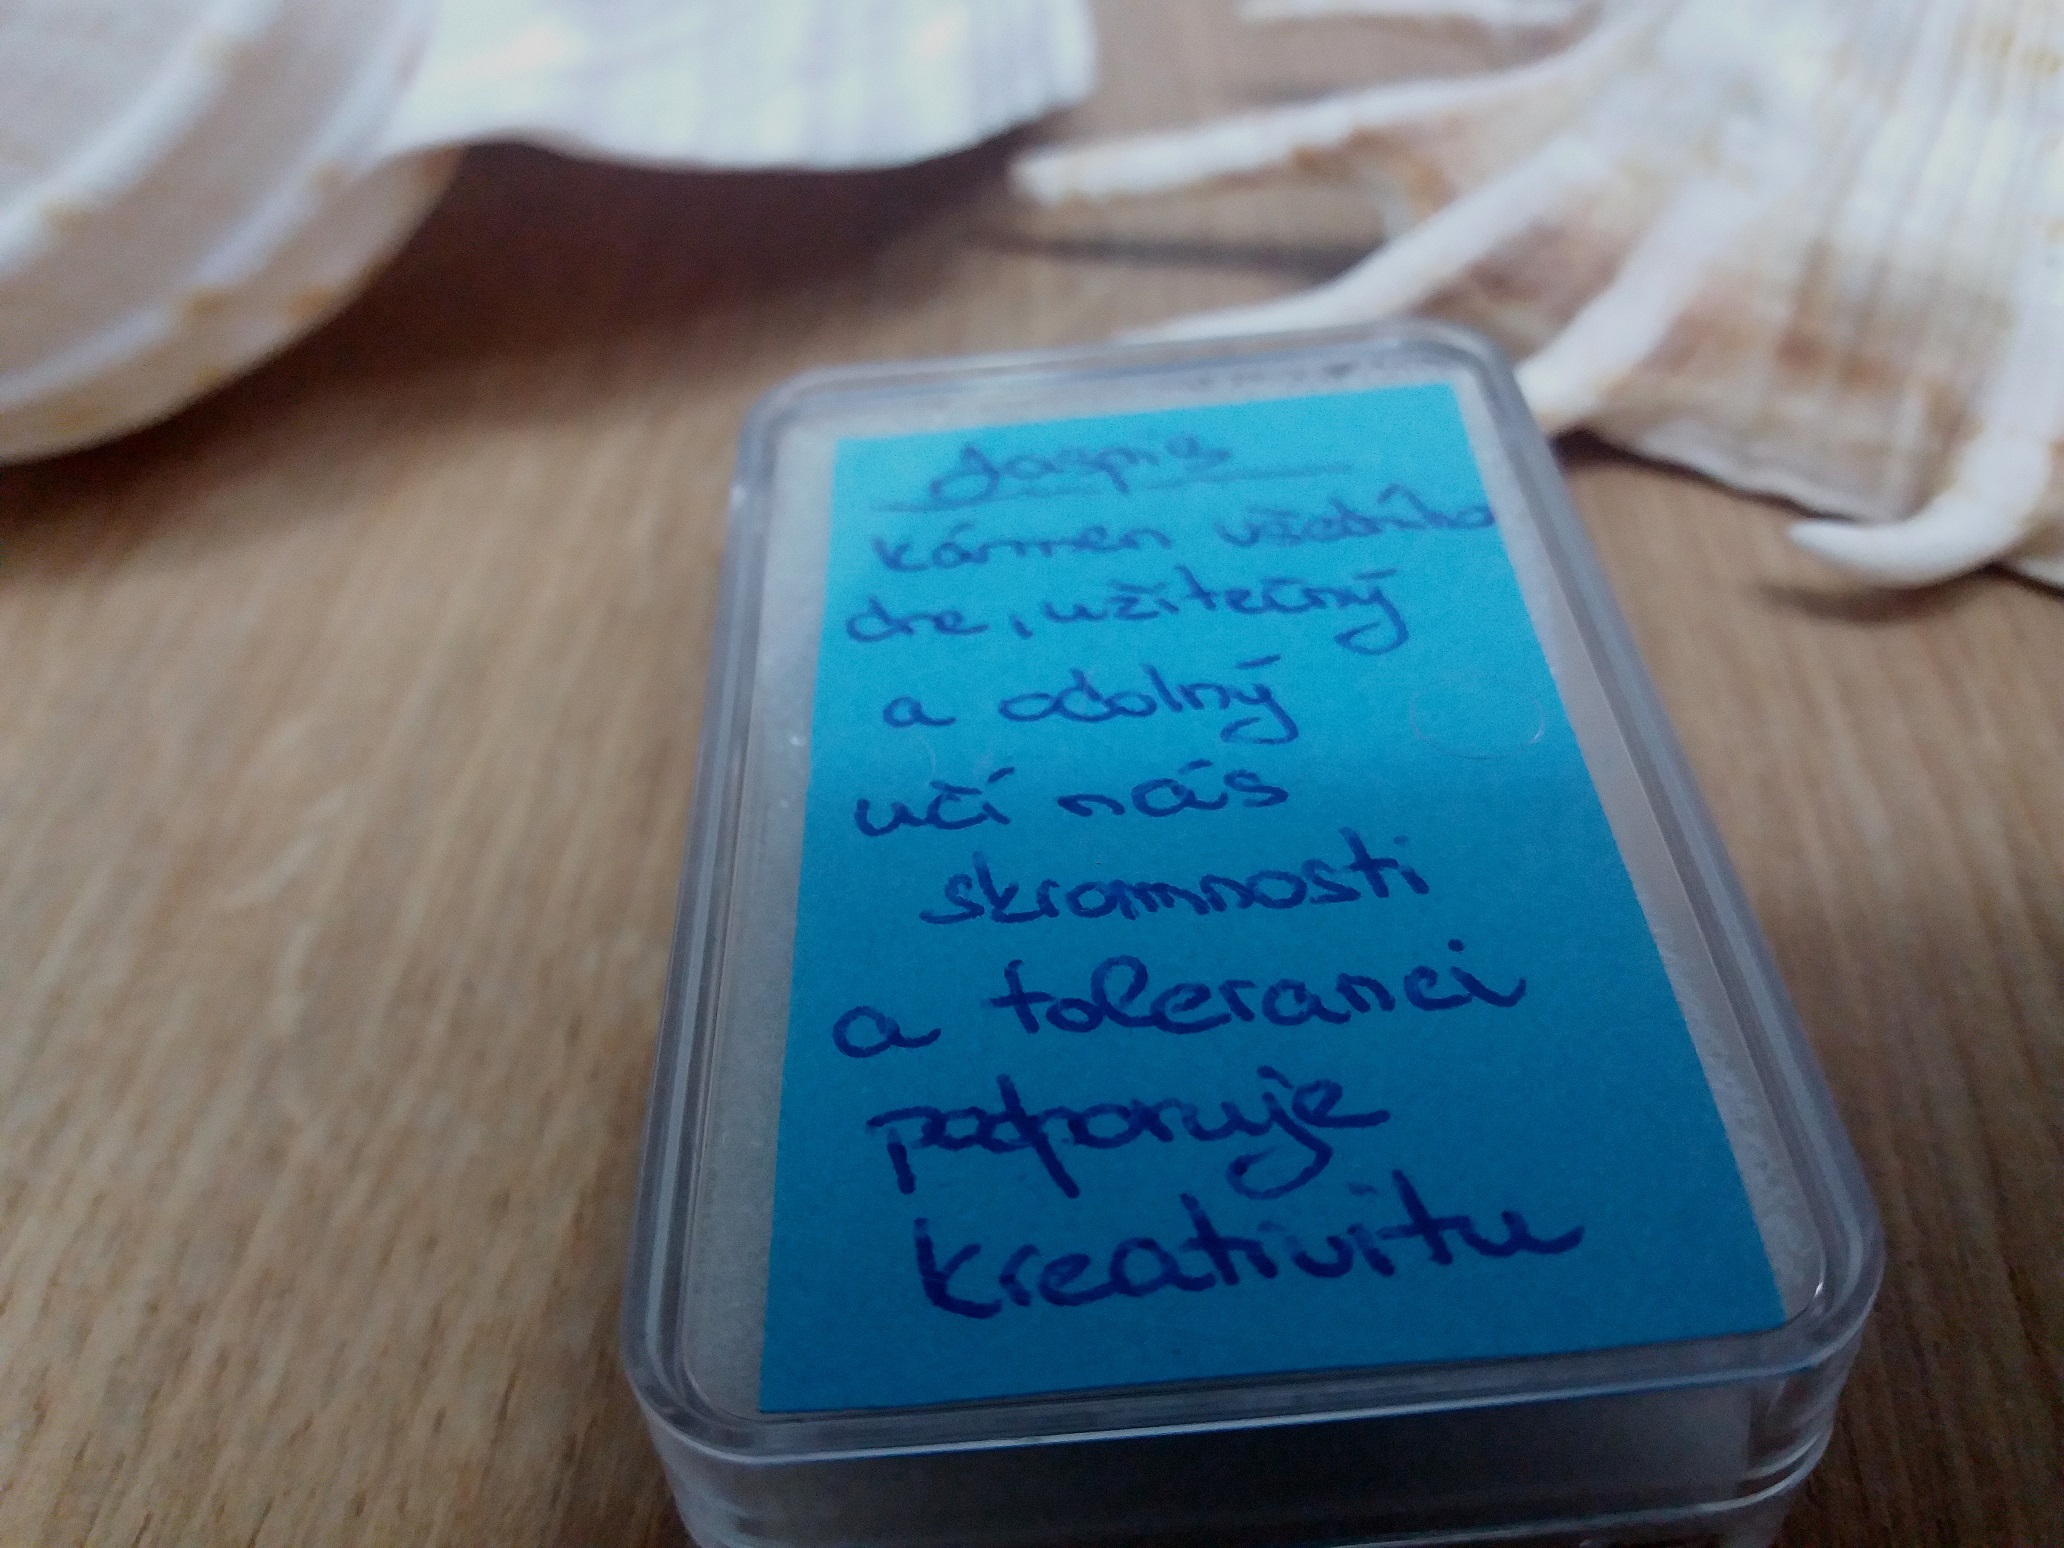 Jaspis
kámen všedního
dne, užitečný
a odolný
učí nás
skromnosti
a toleranci
podporuje
kreativitu